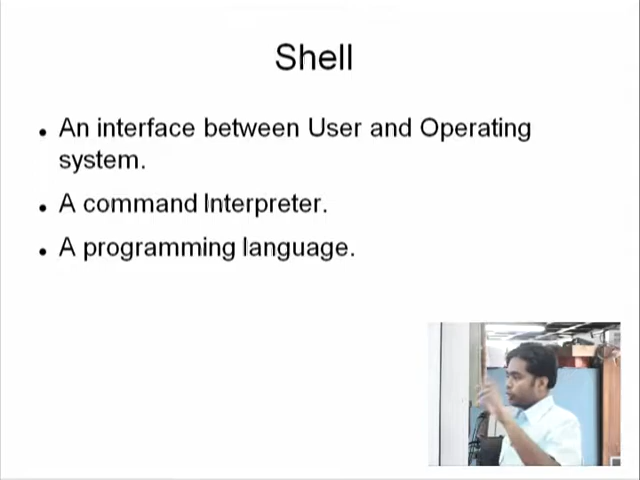 Shell
An interface between User and Operating
system.
A command Interpreter.
A programming language.